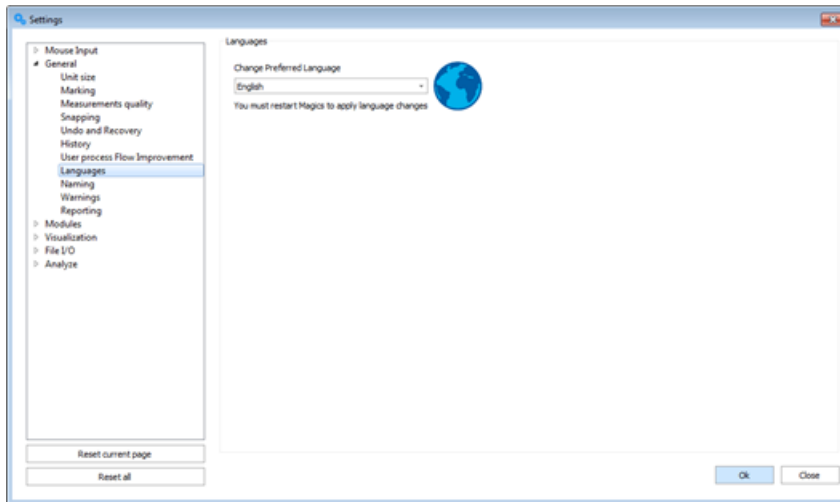 Settings
Mouse Input
General
Unit size
Marking
Measurements quality
Snapping
Undo and Recovery
History
User process Flow Improvement
Languages
Naming
Warnings
Reporting
Modules
Visualization
File I/O
Analyze
Reset current page
Reset all
Languages
Change Preferred Language
English
You must restart Magics to apply language changes
Ok
Close